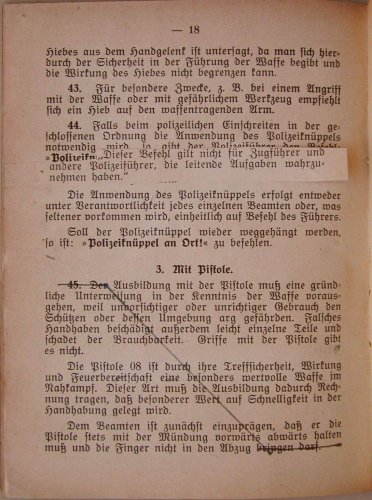 — 18
Hiebes aus dem Handgelenk ist untersagt, da man sich hier-
durch der Sicherheit in der Führung der Waffe begibt und
die Wirkung des Hiebes nicht begrenzen kann.
43. Für besondere Zwecke, z. B. bei einem Angriff
mit der Waffe oder mit gefährlichem Werkzeug empfiehlt
sich ein Hieb auf den waffentragenden Arm.
44. Falls beim polizeilichen Einschreiten in der ge-
schlossenen Ordnung die Anwendung des Polizeiknüppels
notwendig wird, so gibt der Polizeiführer den Befehl:
»Polizeikn „Dieser Befehl gilt nicht für Zugführer und
andere Polizeiführer, die leitende Aufgaben wahrzu-
nehmen haben."
Die Anwendung des Polizeiknüppels erfolgt entweder
unter Verantwortlichkeit jedes einzelnen Beamten oder, was
seltener vorkommen wird, einheitlich auf Befehl des Führers.
Soll der Polizeiknüppel wieder weggehängt werden,
so ist: »Polizeiknüppel an Ort!« zu befehlen.
3. Mit Pistole.
45. Der Ausbildung mit der Pistole muß eine gründ-
liche Unterweisung in der Kenntnis der Waffe voraus-
gehen, weil unvorsichtiger oder unrichtiger Gebrauch den
Schützen oder dessen Umgebung arg gefährden. Falsches
Handhaben beschädigt außerdem leicht einzelne Teile und
schadet der Brauchbarkeit. Griffe mit der Pistole gibt
es nicht.
Die Pistole 08 ist durch ihre Treffsicherheit, Wirkung
und Feuerbereitschaft eine besonders wertvolle Waffe im
Nahkampf. Dieser Art muß die Ausbildung dadurch Rech-
nung tragen, daß besonderer Wert auf Schnelligkeit in der
Handhabung gelegt wird.
Dem Beamten ist zunächst einzuprägen, daß er die
Pistole stets mit der Mündung vorwärts abwärts halten
muß und die Finger nicht in den Abzug bringen darf.